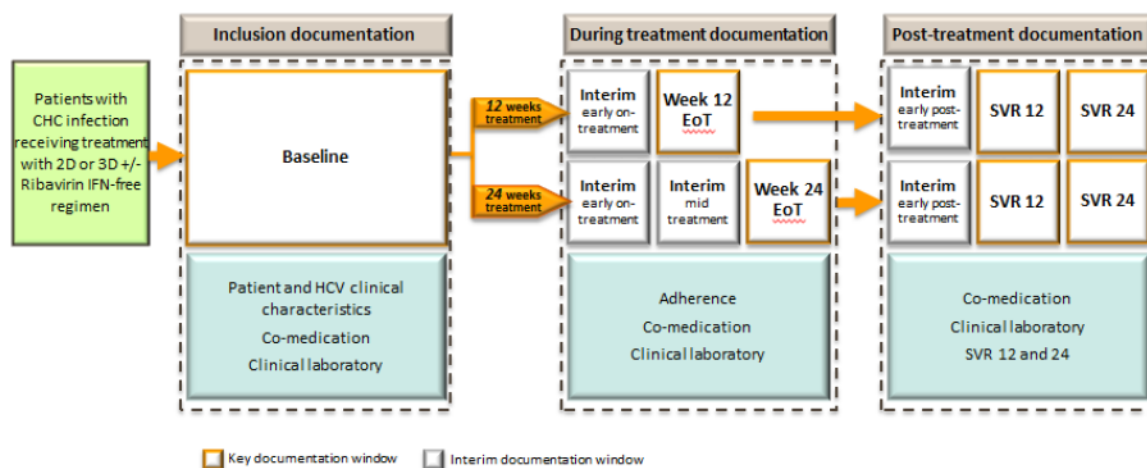 Inclusion documentation
During treatment documentation
Post-treatment documentation
Patients with
CHC infection
receiving treatment
with 2D or 3D +/-
Ribavirin IFN-free
regimen
Baseline
12 weeks
treatment
24 weeks
treatment
Interim
early on-
treatment
Week 12
EoT
Interim
early on-
treatment
Interim
mid
treatment
Week 24
EoT
Interim
early post-
treatment
SVR 12
SVR 24
Interim
early post-
treatment
SVR 12
SVR 24
Patient and HCV clinical
characteristics
Co-medication
Clinical laboratory
Adherence
Co-medication
Clinical laboratory
Co-medication
Clinical laboratory
SVR 12 and 24
Key documentation window
Interim documentation window